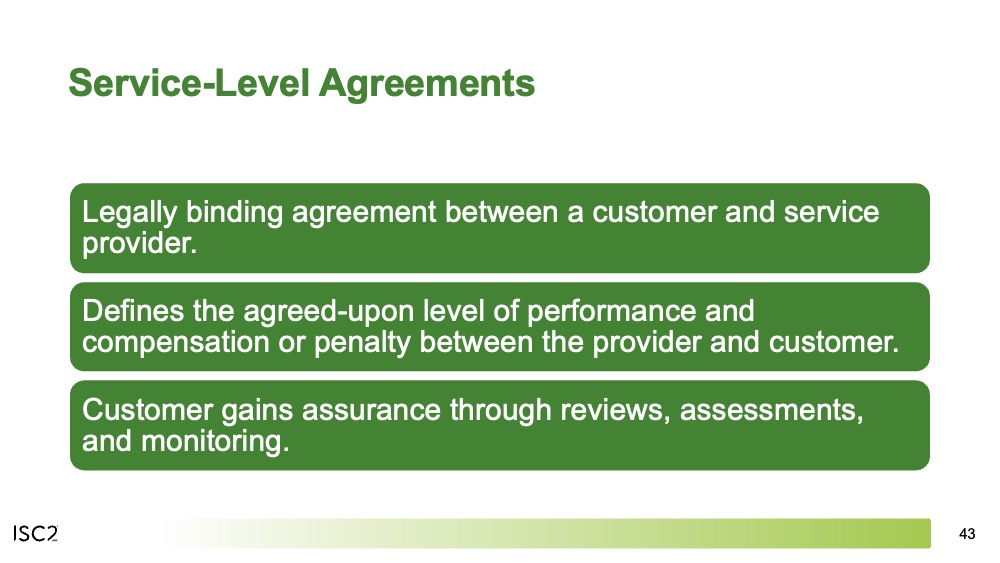 Service-Level Agreements
Legally binding agreement between a customer and service
provider.
Defines the agreed-upon level of performance and
compensation or penalty between the provider and customer.
Customer gains assurance through reviews, assessments,
and monitoring.
ISC2
43